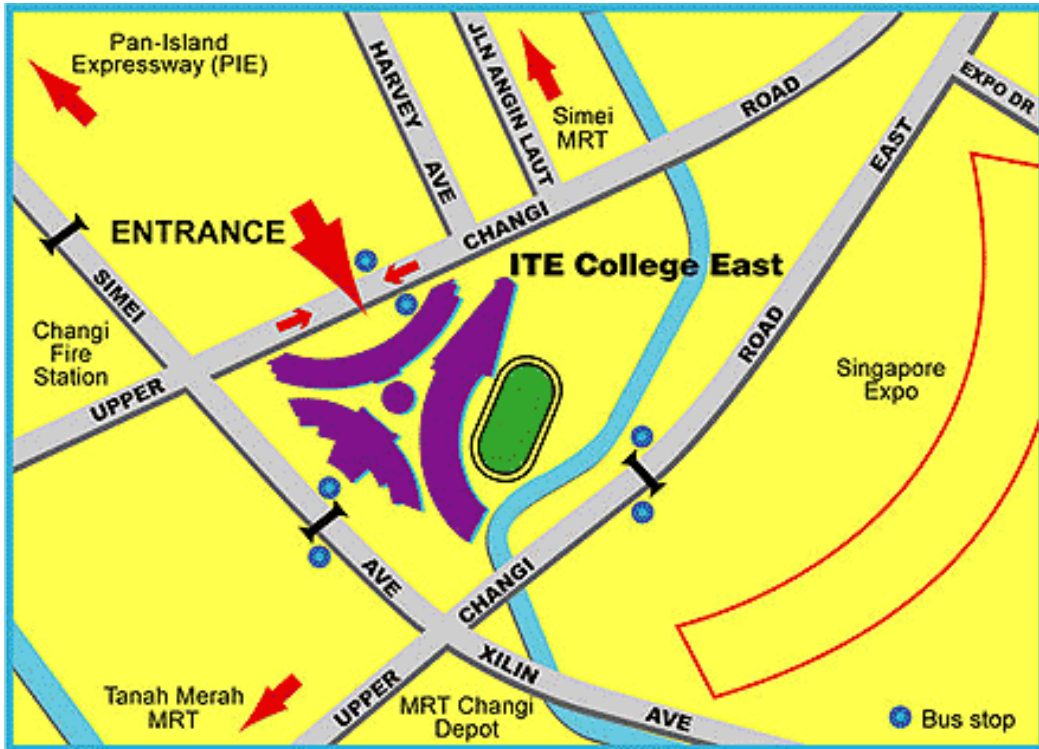 Pan-Island
Expressway (PIE)
HARVEY
AVE
JLN ANGIN LAUT
Simei
MRT
ROAD
EXPO DR
EAST
ENTRANCE
CHANGI
ITE College East
SIMEI
Changi
Fire
Station
UPPER
ROAD
Singapore
Expo
AVE
CHANGI
UPPER
XILIN
AVE
Tanah Merah
MRT
MRT Changi
Depot
Bus stop